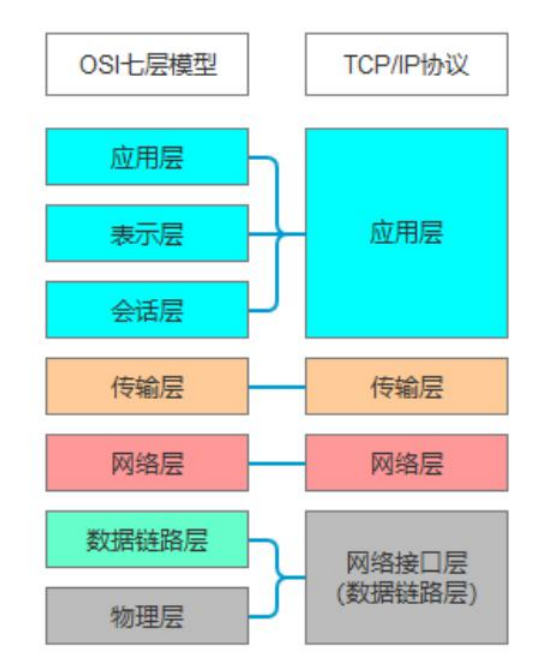 OSI七层模型
TCP/IP协议
应用层
表示层
会话层
应用层
传输层
传输层
网络层
网络层
数据链路层
物理层
网络接口层
(数据链路层)